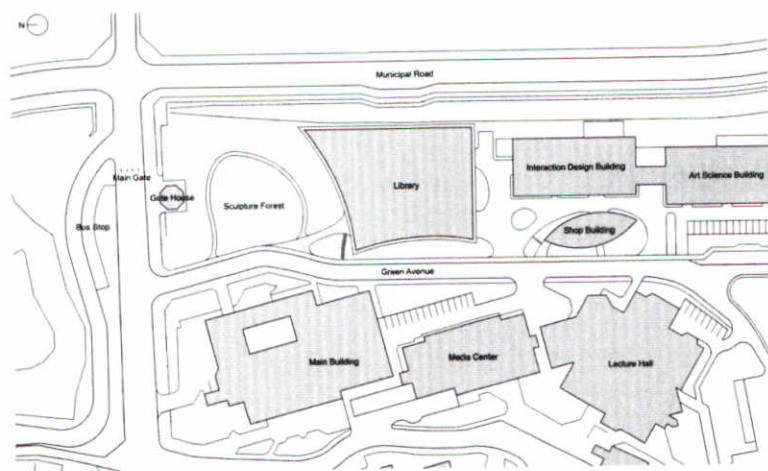 N
Municipal Road
Main Gate
Gate House
Bus Stop
Sculpture Forest
Library
Interaction Design Building
Art Science Building
Shop Building
Green Avenue
Main Building
Media Center
Lecture Hall